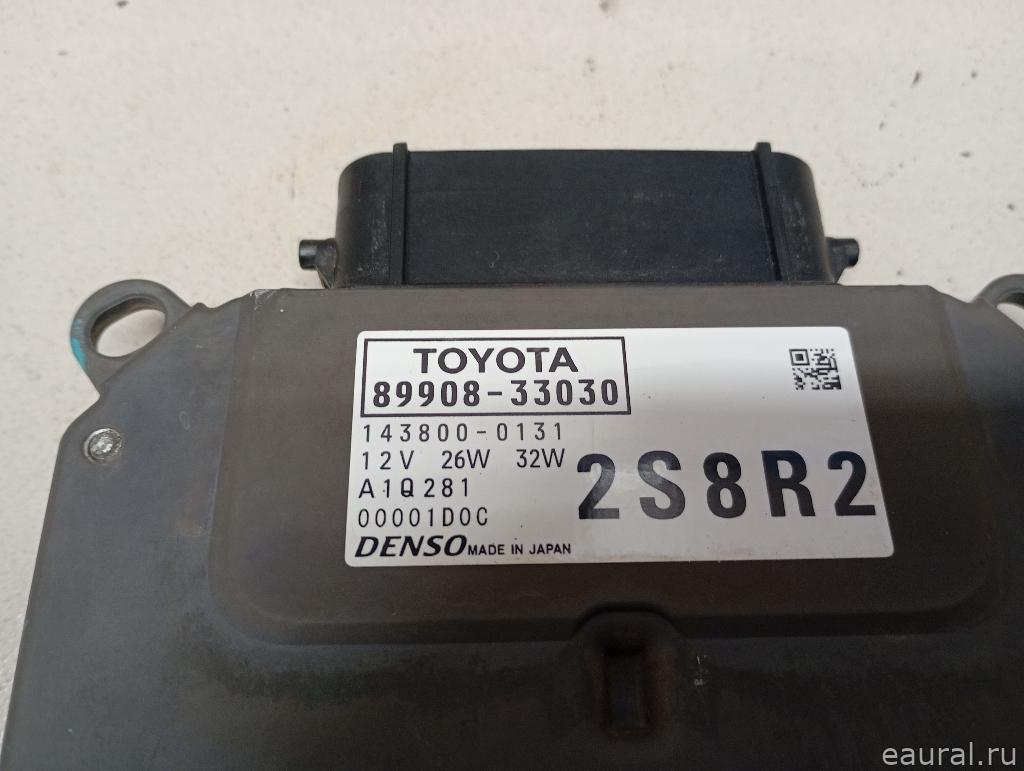 TOYOTA
89908-33030
143800-0131
12V 26W 32W
A1Q281
00001D0C
2S8R2
DENSO MADE IN JAPAN
eaural.ru